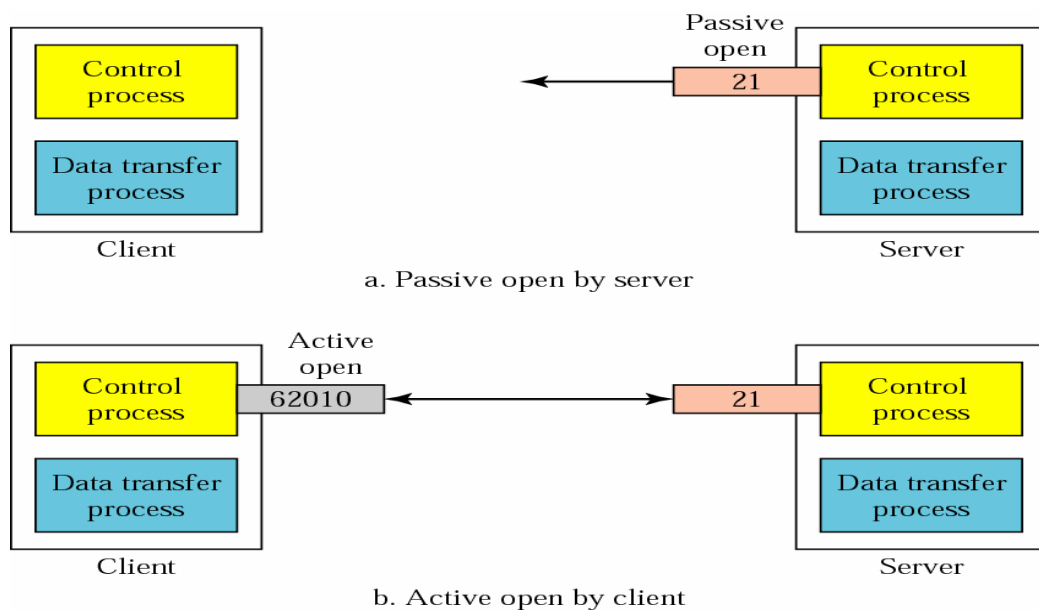 Passive
open
Control
process
21
Control
process
Data transfer
process
Data transfer
process
Client
Server
a. Passive open by server
Active
open
Control
process
62010
21
Control
process
Data transfer
process
Data transfer
process
Client
Server
b. Active open by client